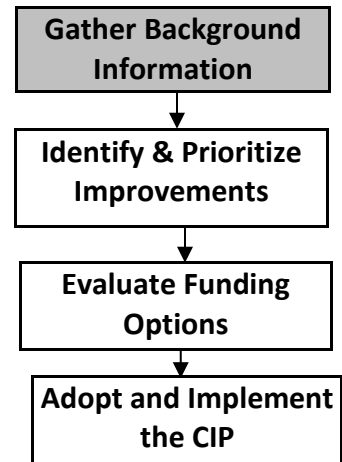 Gather Background
Information
Identify & Prioritize
Improvements
Evaluate Funding
Options
Adopt and Implement
the CIP